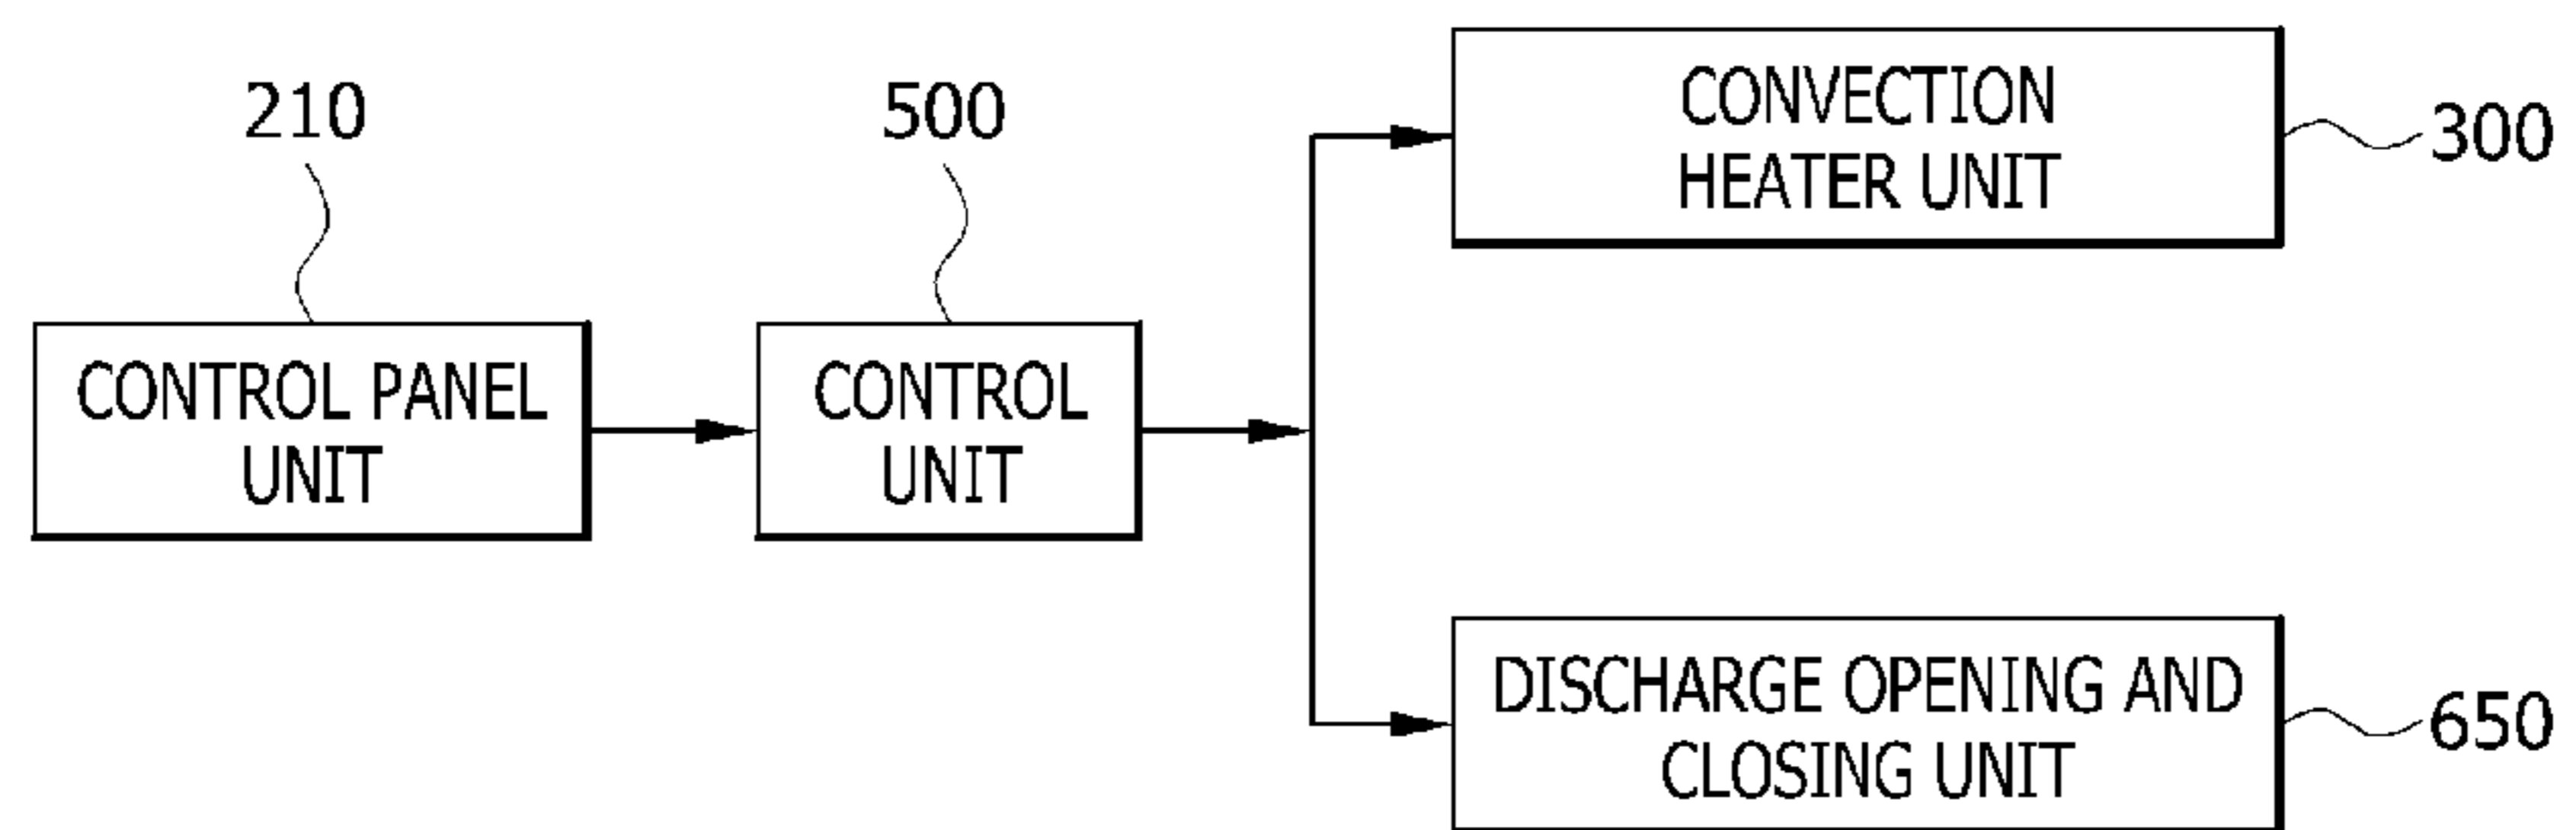 210
500
CONVECTION
HEATER UNIT
300
CONTROL PANEL
UNIT
CONTROL
UNIT
DISCHARGE OPENING AND
CLOSING UNIT
650